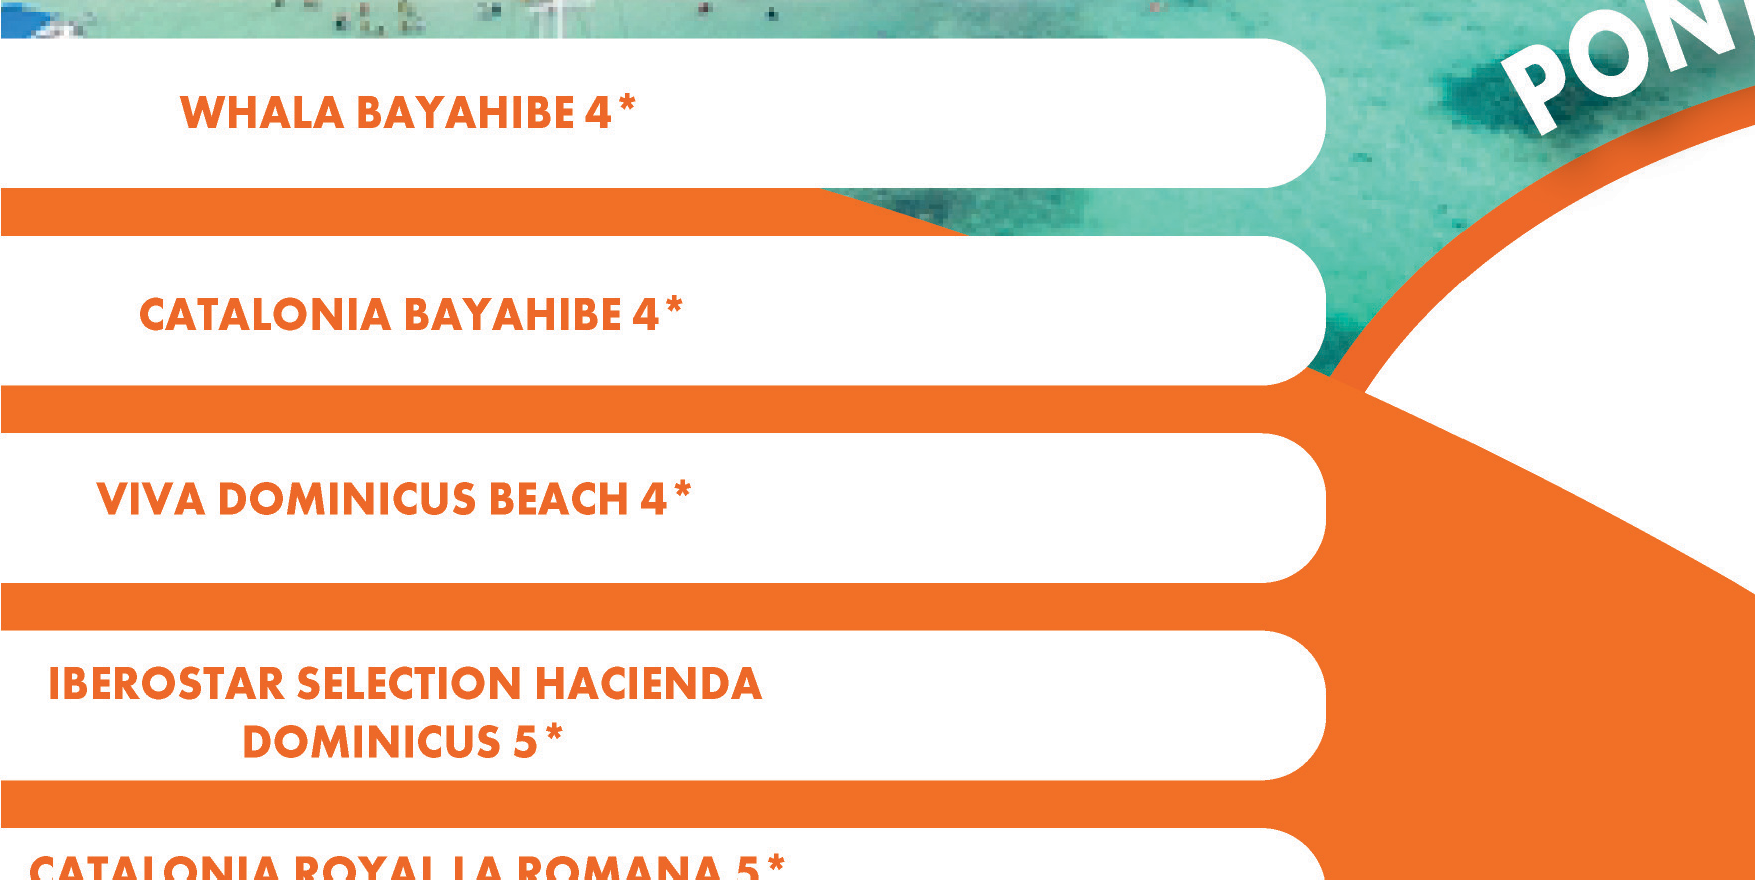 WHALA BAYAHIBE 4*
CATALONIA BAYAHIBE 4*
VIVA DOMINICUS BEACH 4*
IBEROSTAR SELECTION HACIENDA
DOMINICUS 5*
CATALONIA ROYAL LA ROMANA 5*